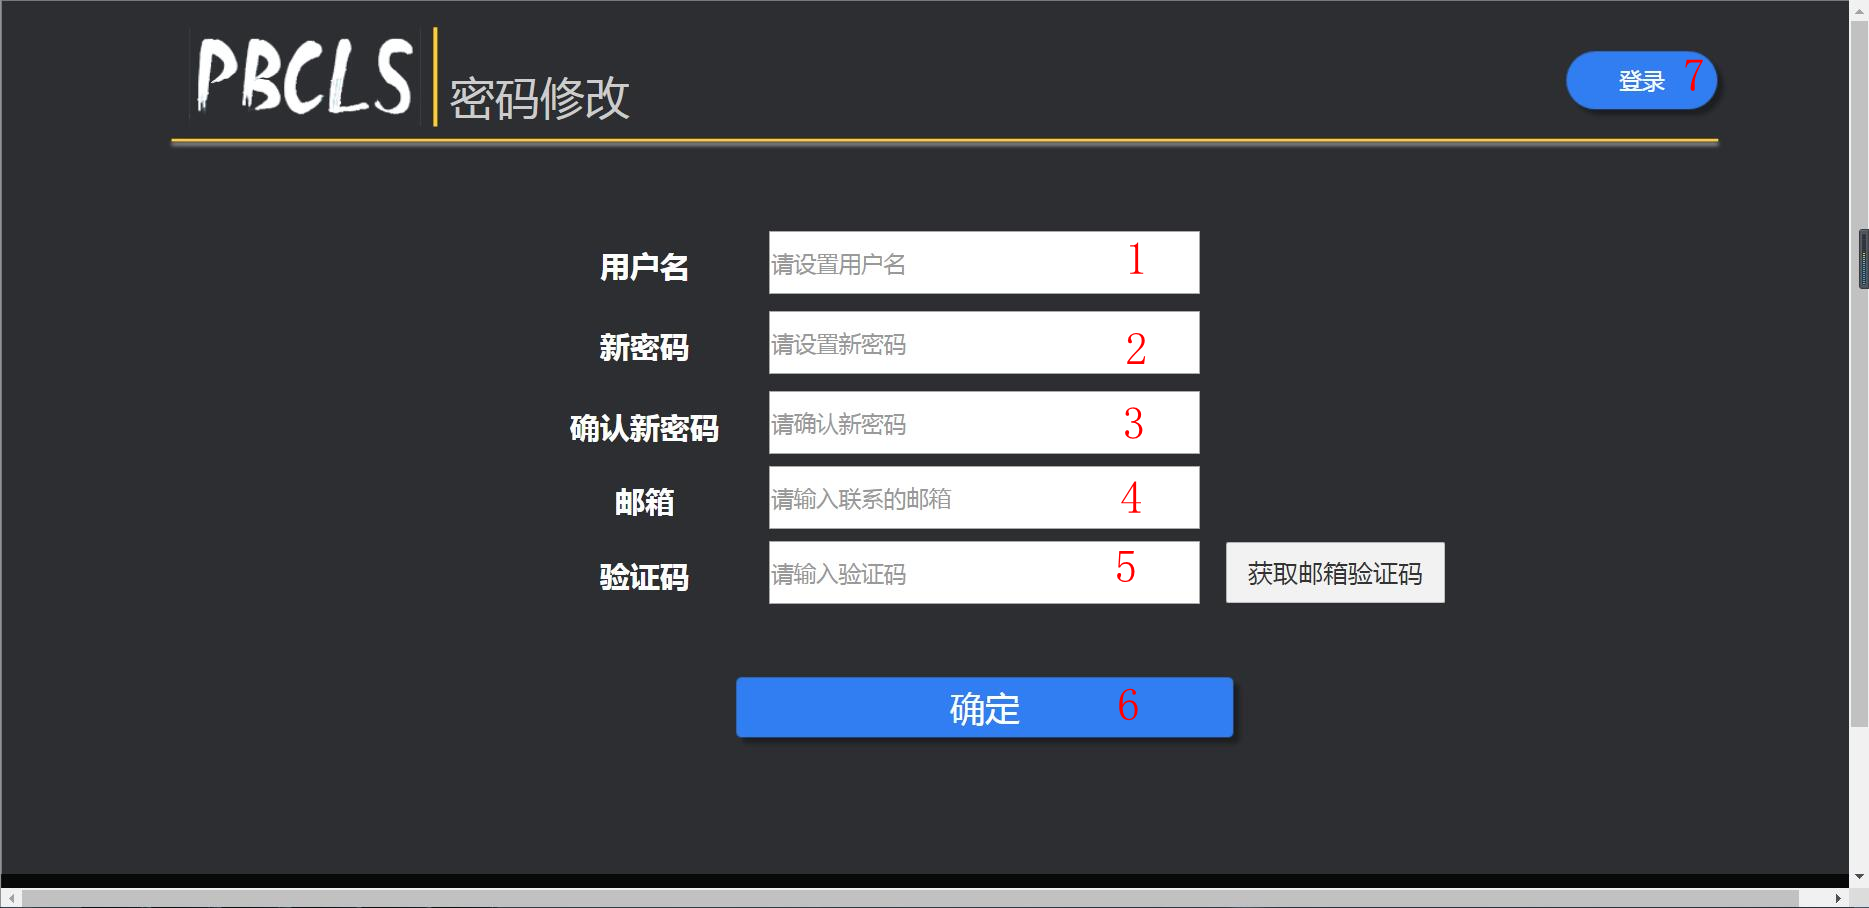 PBCLS 密码修改
登录 7
用户名 请设置用户名 1
新密码 请设置新密码 2
确认新密码 请确认新密码 3
邮箱 请输入联系的邮箱 4
验证码 请输入验证码 5 获取邮箱验证码
确定 6